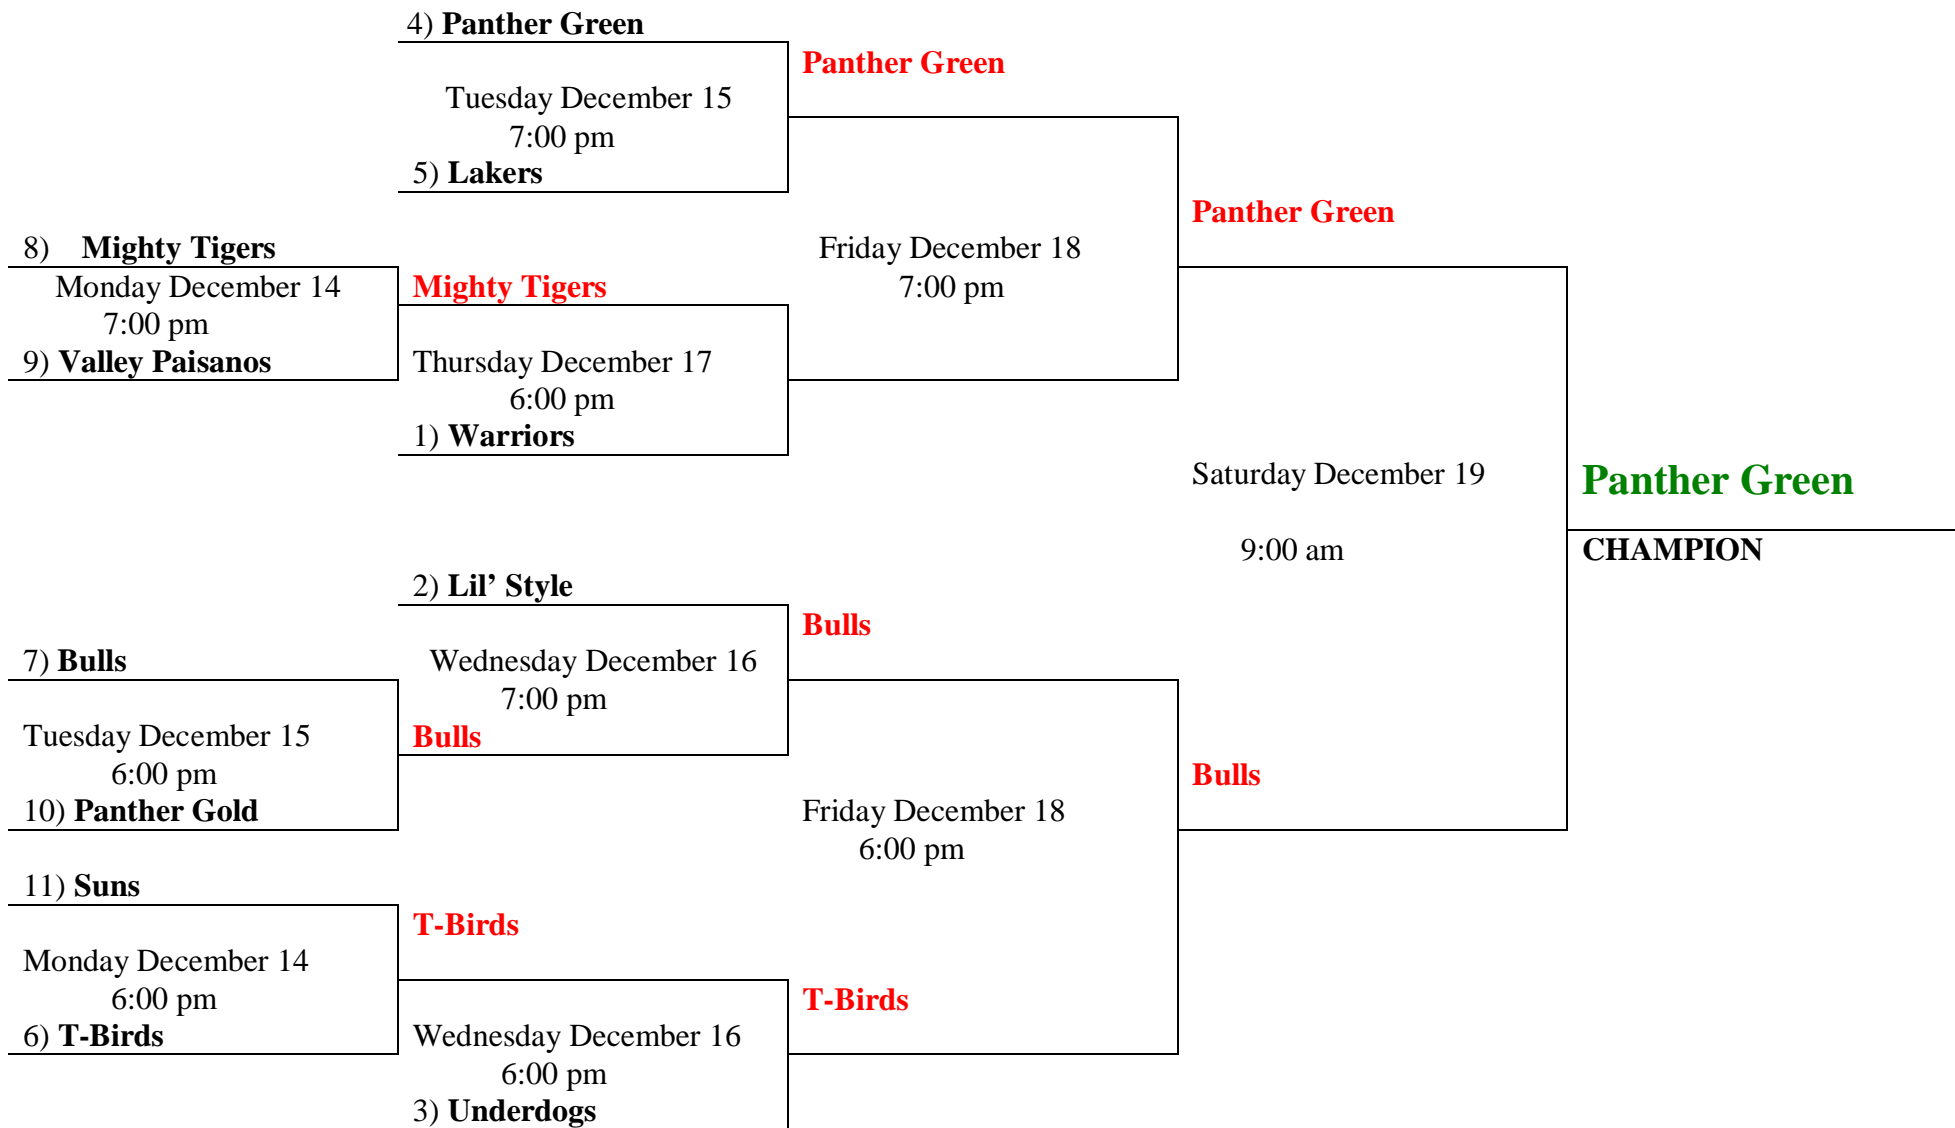 4) Panther Green
Panther Green
Tuesday December 15
7:00 pm
5) Lakers
Panther Green
8) Mighty Tigers
Friday December 18
Monday December 14
Mighty Tigers
7:00 pm
7:00 pm
9) Valley Paisanos
Thursday December 17
6:00 pm
1) Warriors
Saturday December 19
Panther Green
9:00 am
CHAMPION
2) Lil’ Style
Bulls
7) Bulls
Wednesday December 16
7:00 pm
Tuesday December 15
Bulls
6:00 pm
Bulls
10) Panther Gold
Friday December 18
6:00 pm
11) Suns
T-Birds
Monday December 14
6:00 pm
T-Birds
6) T-Birds
Wednesday December 16
6:00 pm
3) Underdogs